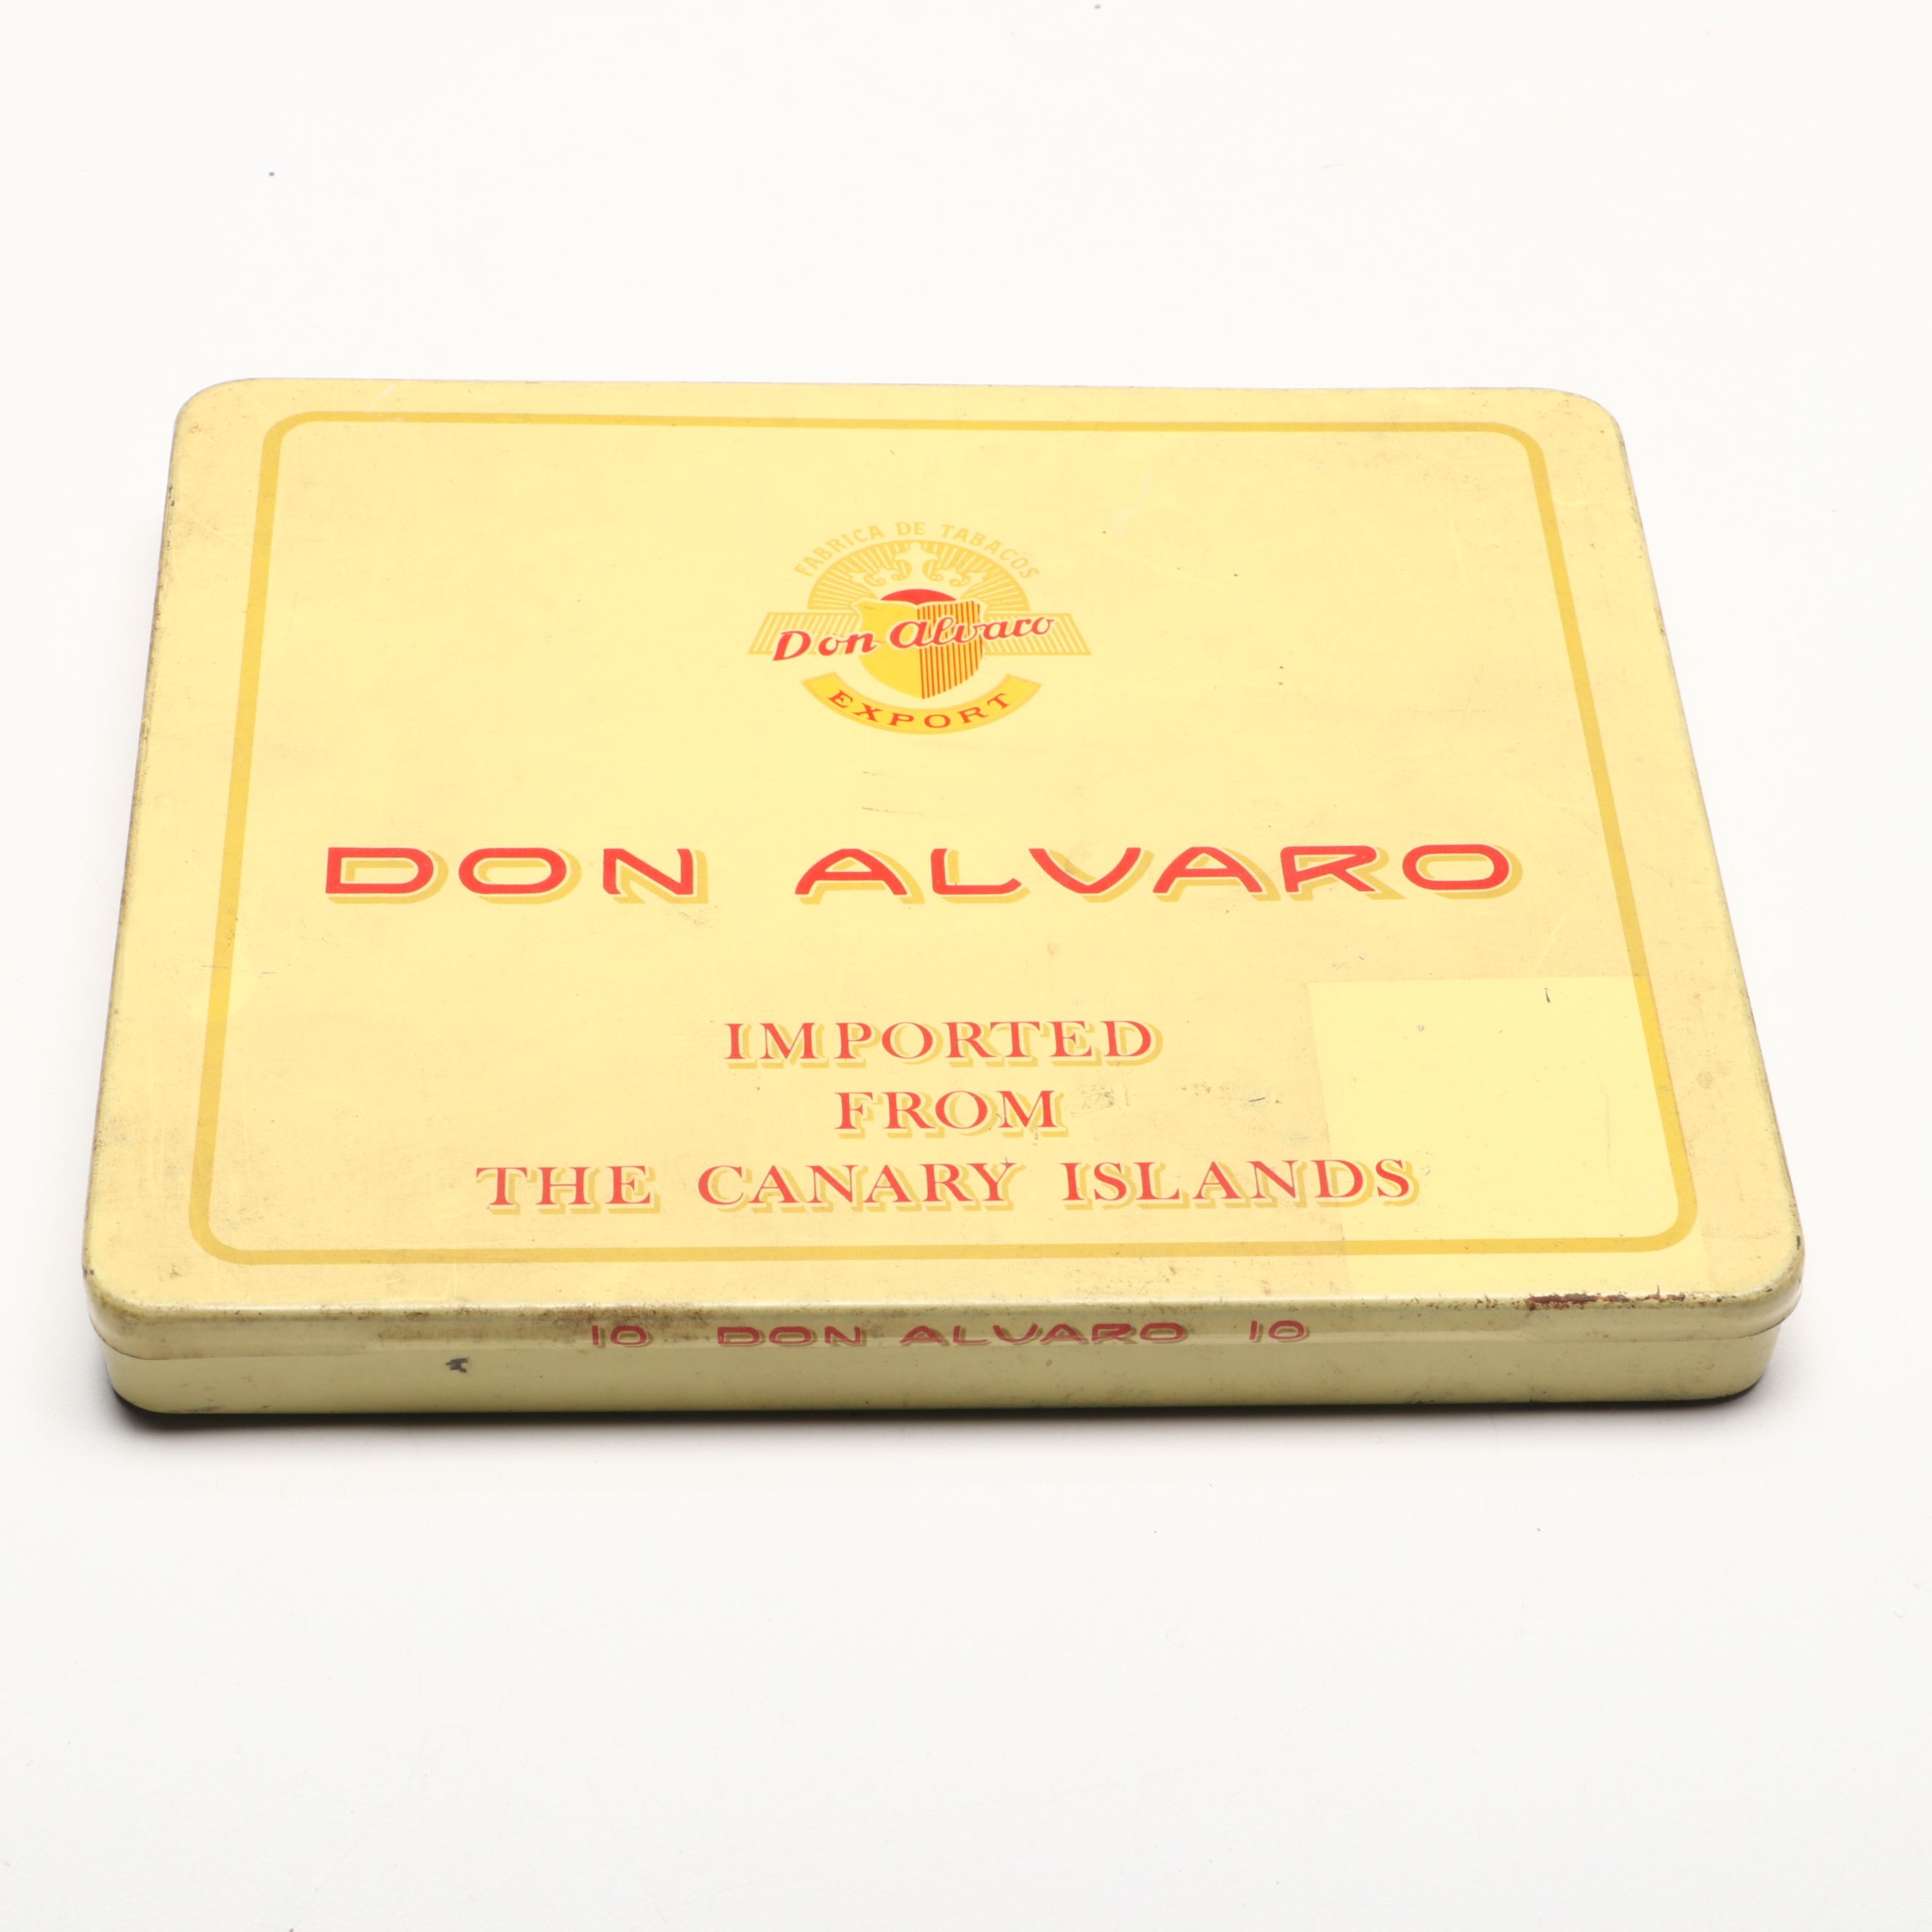 FABRICA DE TABACOS
Don Alvaro
EXPORT
DON ALVARO
IMPORTED
FROM
THE CANARY ISLANDS
10 DON ALVARO 10